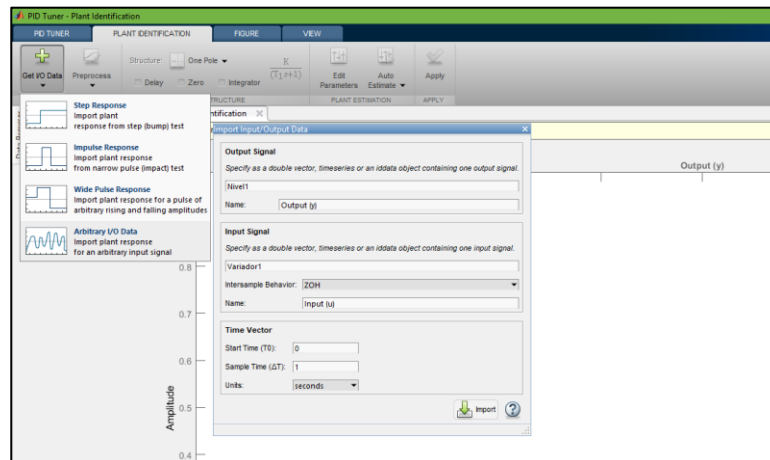 PID Tuner - Plant Identification
PID TUNER PLANT IDENTIFICATION FIGURE VIEW
Get I/O Data Preprocess Structure: One Pole K
(T₁s+1)
Delay Zero Integrator Edit Parameters Auto Estimate Apply
PLANT ESTIMATION APPLY
Step Response
Import plant
response from step (bump) test
Impulse Response
Import plant response
from narrow pulse (impact) test
Wide Pulse Response
Import plant response for a pulse of
arbitrary rising and falling amplitudes
Arbitrary I/O Data
Import plant response
for an arbitrary input signal
Import Input/Output Data
Output Signal
Specify as a double vector, timeseries or an iddata object containing one output signal.
Nivel1
Name: Output (y)
Input Signal
Specify as a double vector, timeseries or an iddata object containing one input signal.
Variador1
Intersample Behavior: ZOH
Name: Input (u)
Time Vector
Start Time (T0): 0
Sample Time (ΔT): 1
Units: seconds
Import
Output (y)
0.8
0.7
0.6
0.5
0.4
Amplitude